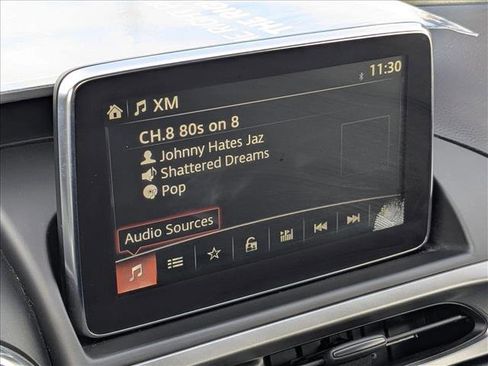 11:30
XM
CH.8 80s on 8
Johnny Hates Jaz
Shattered Dreams
Pop
Audio Sources